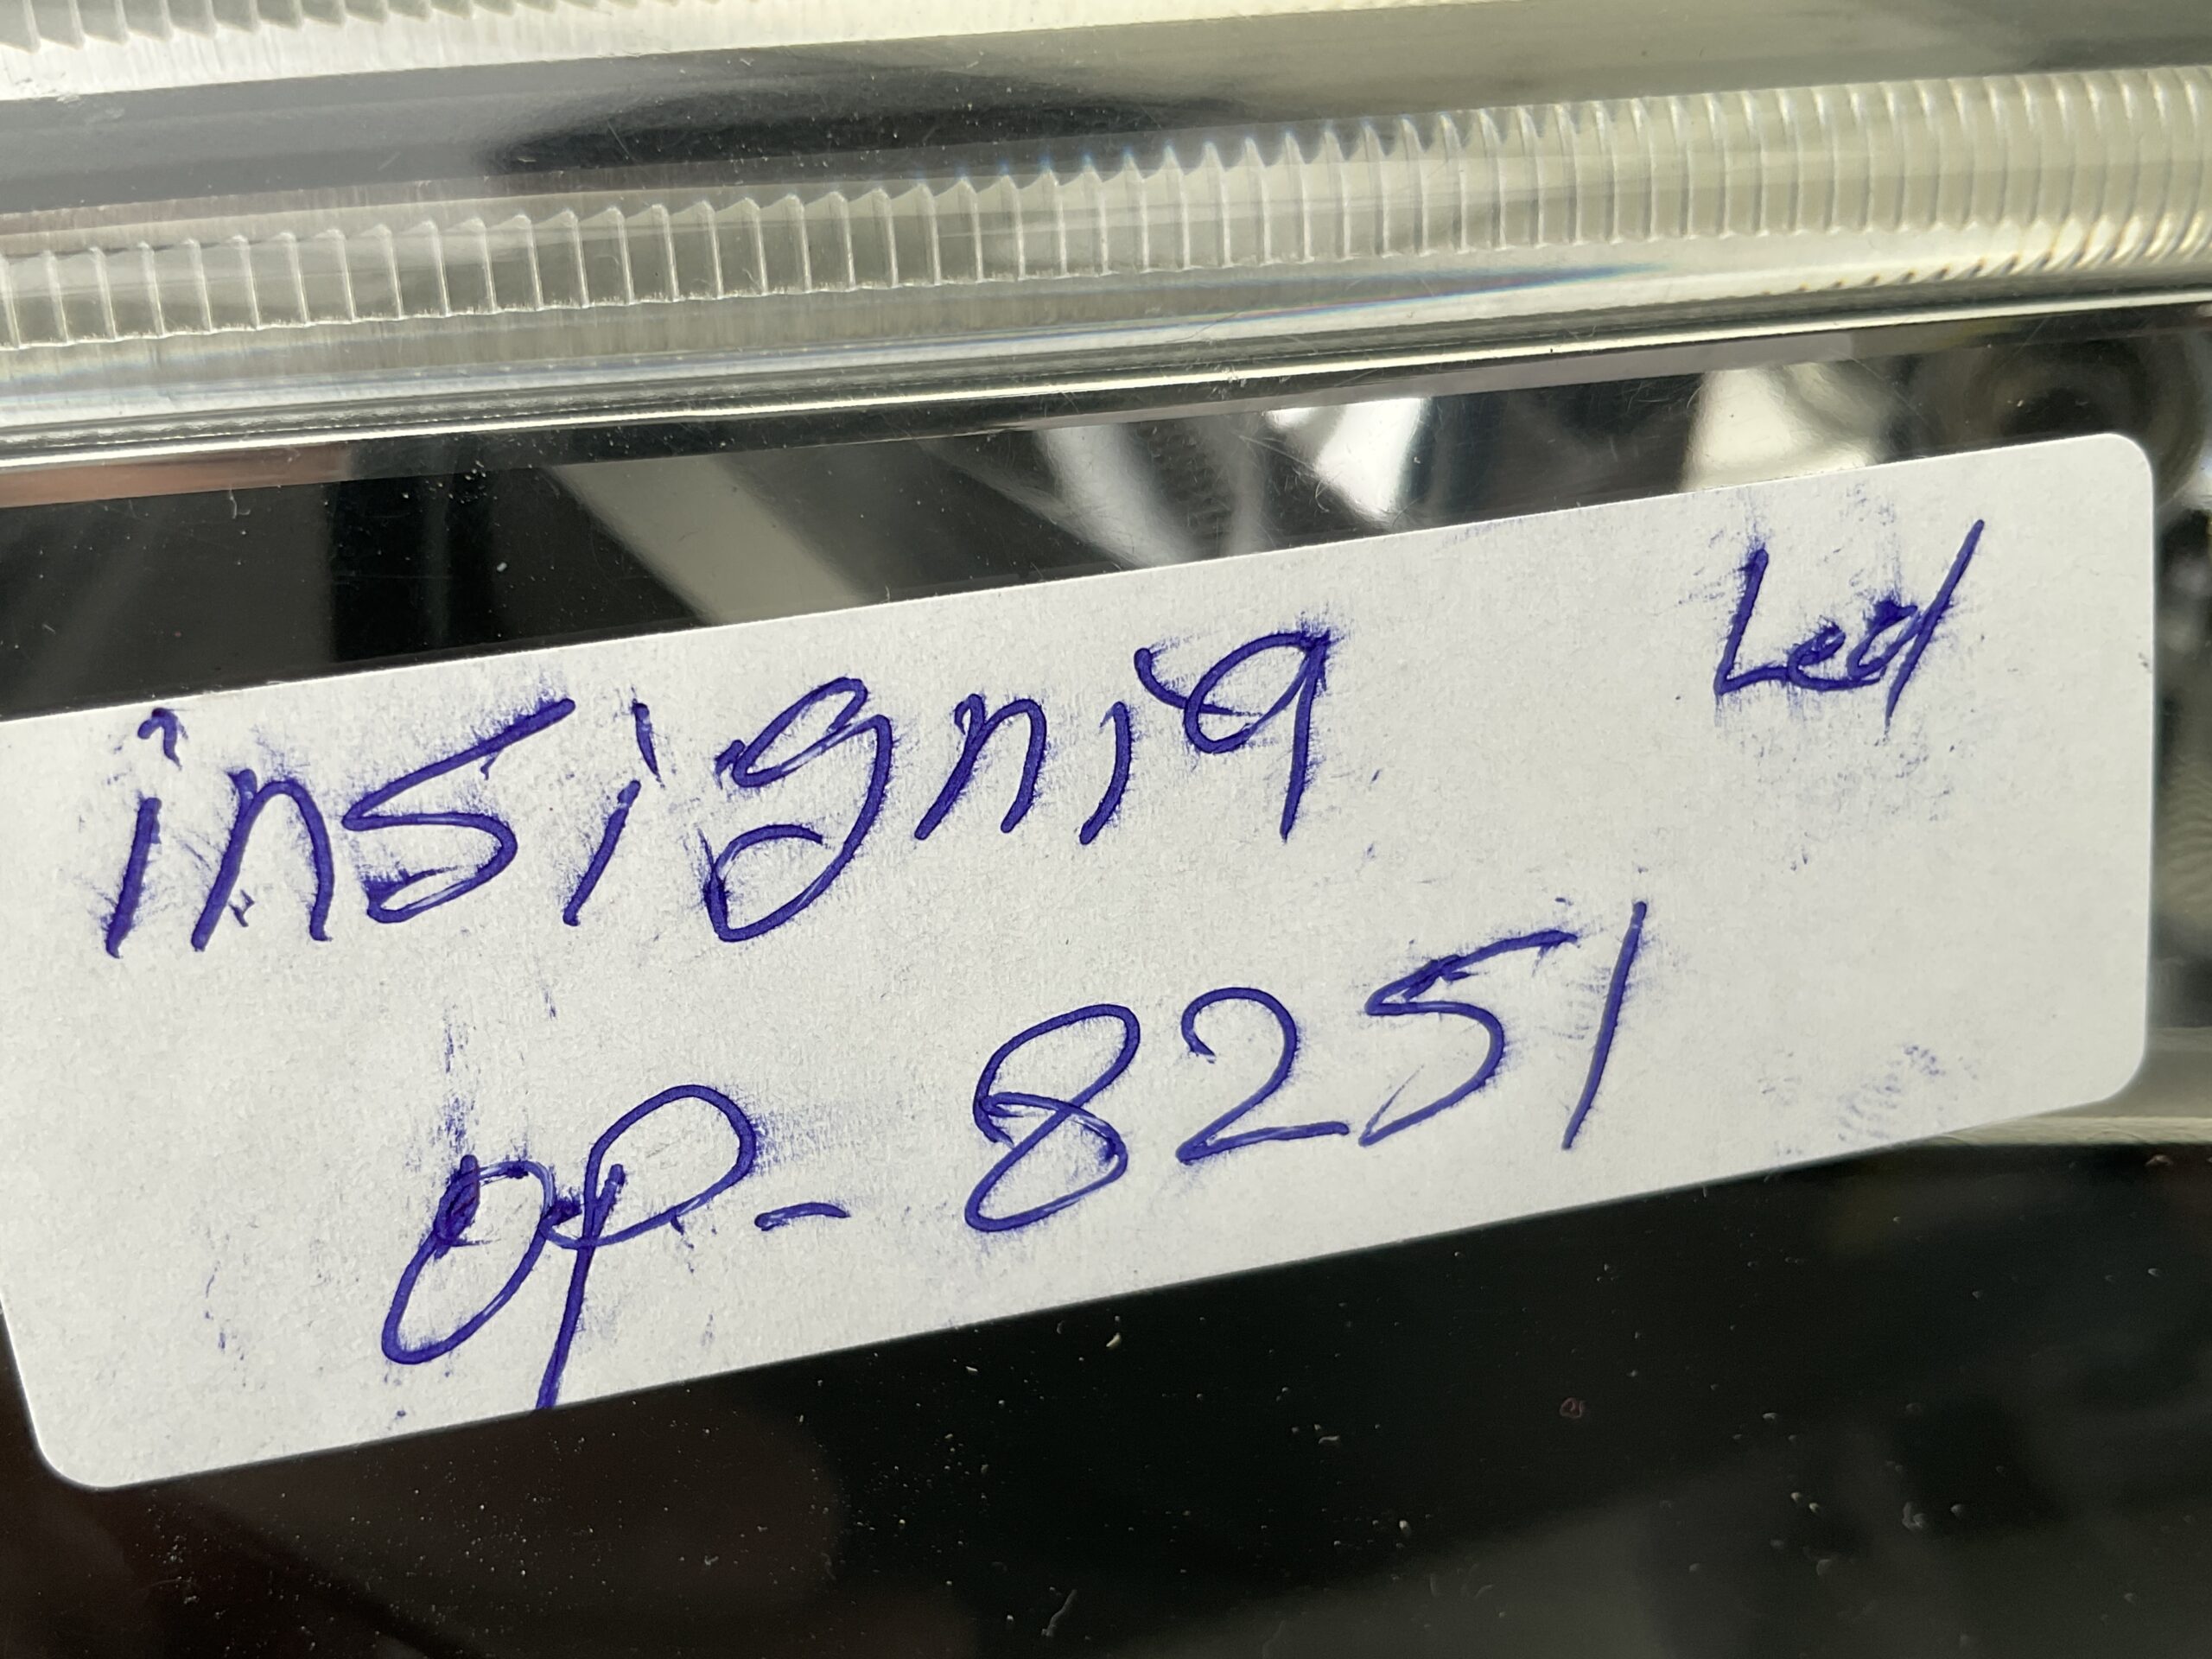 insignia Led
OP- 8251